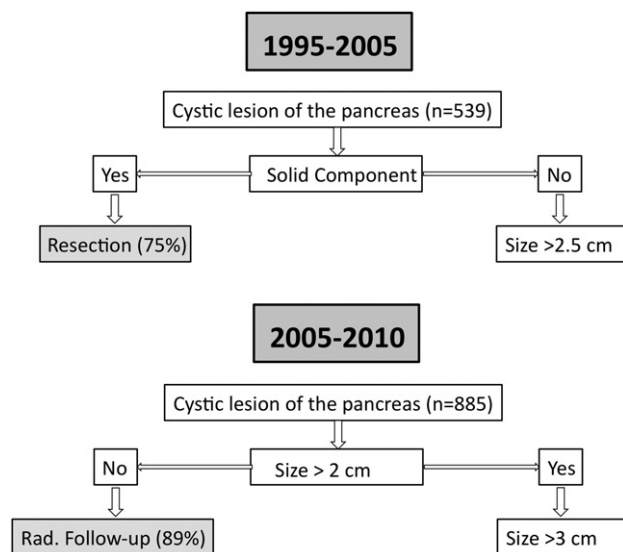 1995-2005
Cystic lesion of the pancreas (n=539)
Yes
Solid Component
No
Resection (75%)
Size >2.5 cm
2005-2010
Cystic lesion of the pancreas (n=885)
No
Size > 2 cm
Yes
Rad. Follow-up (89%)
Size >3 cm